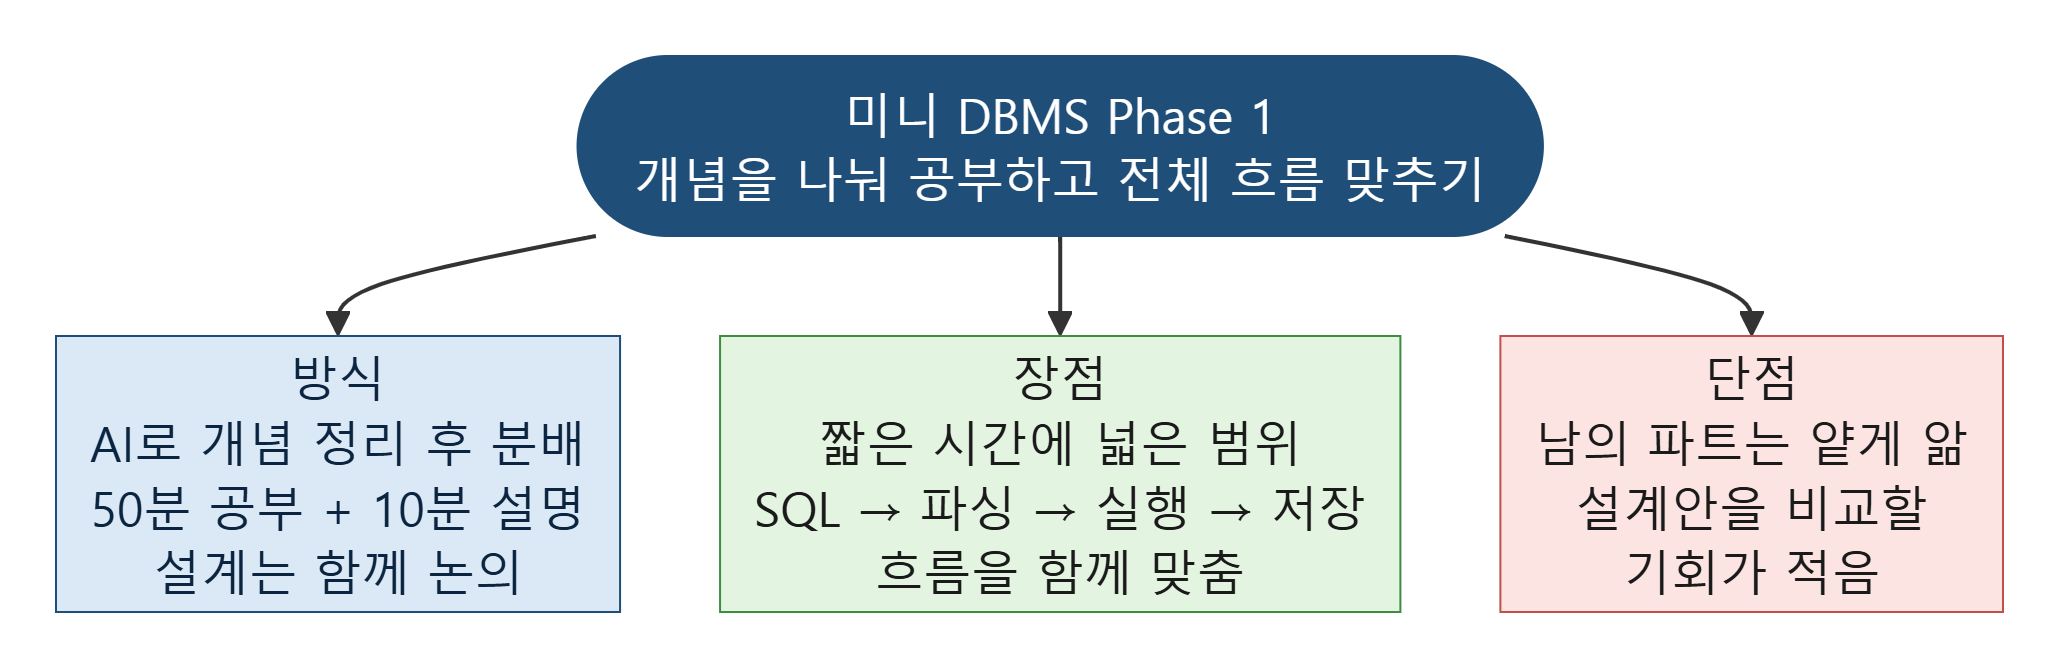 미니 DBMS Phase 1
개념을 나눠 공부하고 전체 흐름 맞추기
방식
AI로 개념 정리 후 분배
50분 공부 + 10분 설명
설계는 함께 논의
장점
짧은 시간에 넓은 범위
SQL → 파싱 → 실행 → 저장
흐름을 함께 맞춤
단점
남의 파트는 얕게 앎
설계안을 비교할
기회가 적음